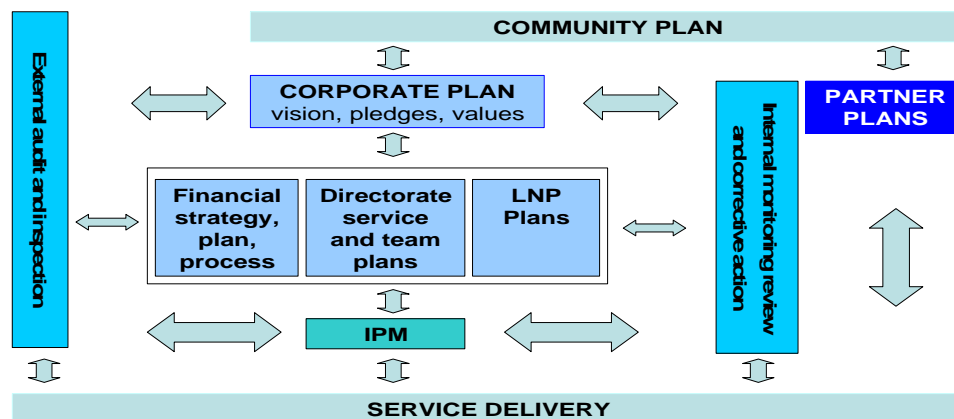 COMMUNITY PLAN
External audit and inspection
CORPORATE PLAN
vision, pledges, values
Internal monitoring review
and corrective action
PARTNER
PLANS
Financial
strategy,
plan,
process
Directorate
service
and team
plans
LNP
Plans
IPM
SERVICE DELIVERY